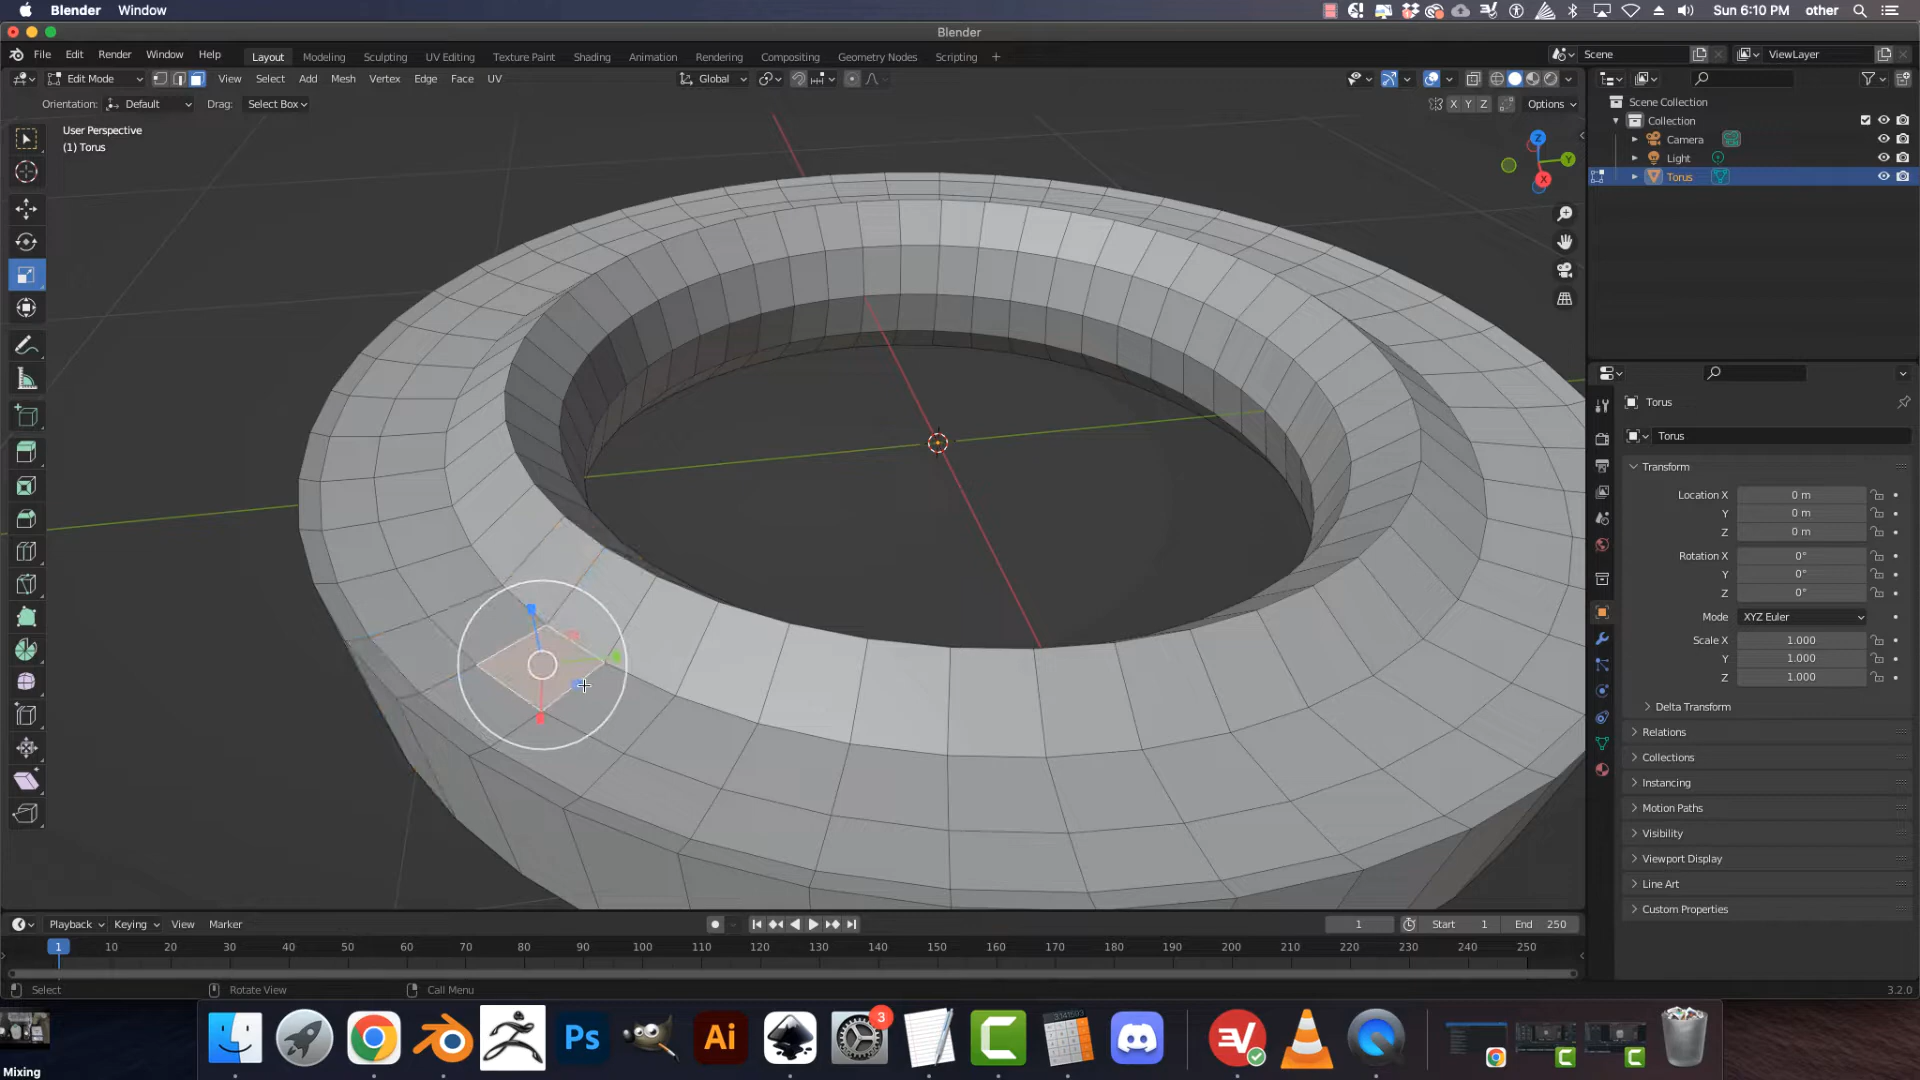 Blender Window Sun 6:10 PM other
Blender
File Edit Render Window Help Layout Modeling Sculpting UV Editing Texture Paint Shading Animation Rendering Compositing Geometry Nodes Scripting + Scene ViewLayer
Edit Mode View Select Add Mesh Vertex Edge Face UV Global
Orientation: Default Drag: Select Box X Y Z Options
User Perspective
(1) Torus
Z
Y
X
Scene Collection
Collection
Camera
Light
Torus
Torus
Torus
Transform
Location X 0 m
Y 0 m
Z 0 m
Rotation X 0°
Y 0°
Z 0°
Mode XYZ Euler
Scale X 1.000
Y 1.000
Z 1.000
Delta Transform
Relations
Collections
Instancing
Motion Paths
Visibility
Viewport Display
Line Art
Custom Properties
Playback Keying View Marker 1 Start 1 End 250
1 10 20 30 40 50 60 70 80 90 100 110 120 130 140 150 160 170 180 190 200 210 220 230 240 250
Select Rotate View Call Menu 3.2.0
Ps Ai 3 3141593
Mixing